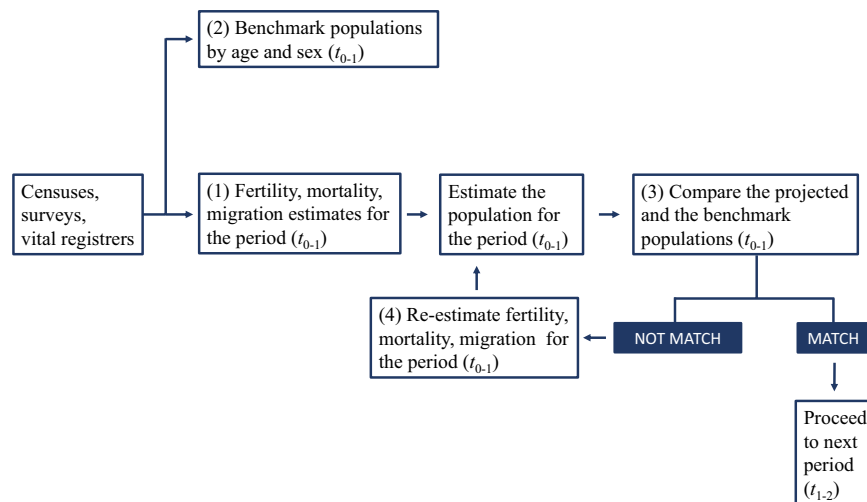 (2) Benchmark populations
by age and sex (t0-1)
Censuses,
surveys,
vital registrers
(1) Fertility, mortality,
migration estimates for
the period (t0-1)
Estimate the
population for
the period (t0-1)
(3) Compare the projected
and the benchmark
populations (t0-1)
(4) Re-estimate fertility,
mortality, migration for
the period (t0-1)
NOT MATCH
MATCH
Proceed
to next
period
(t1-2)